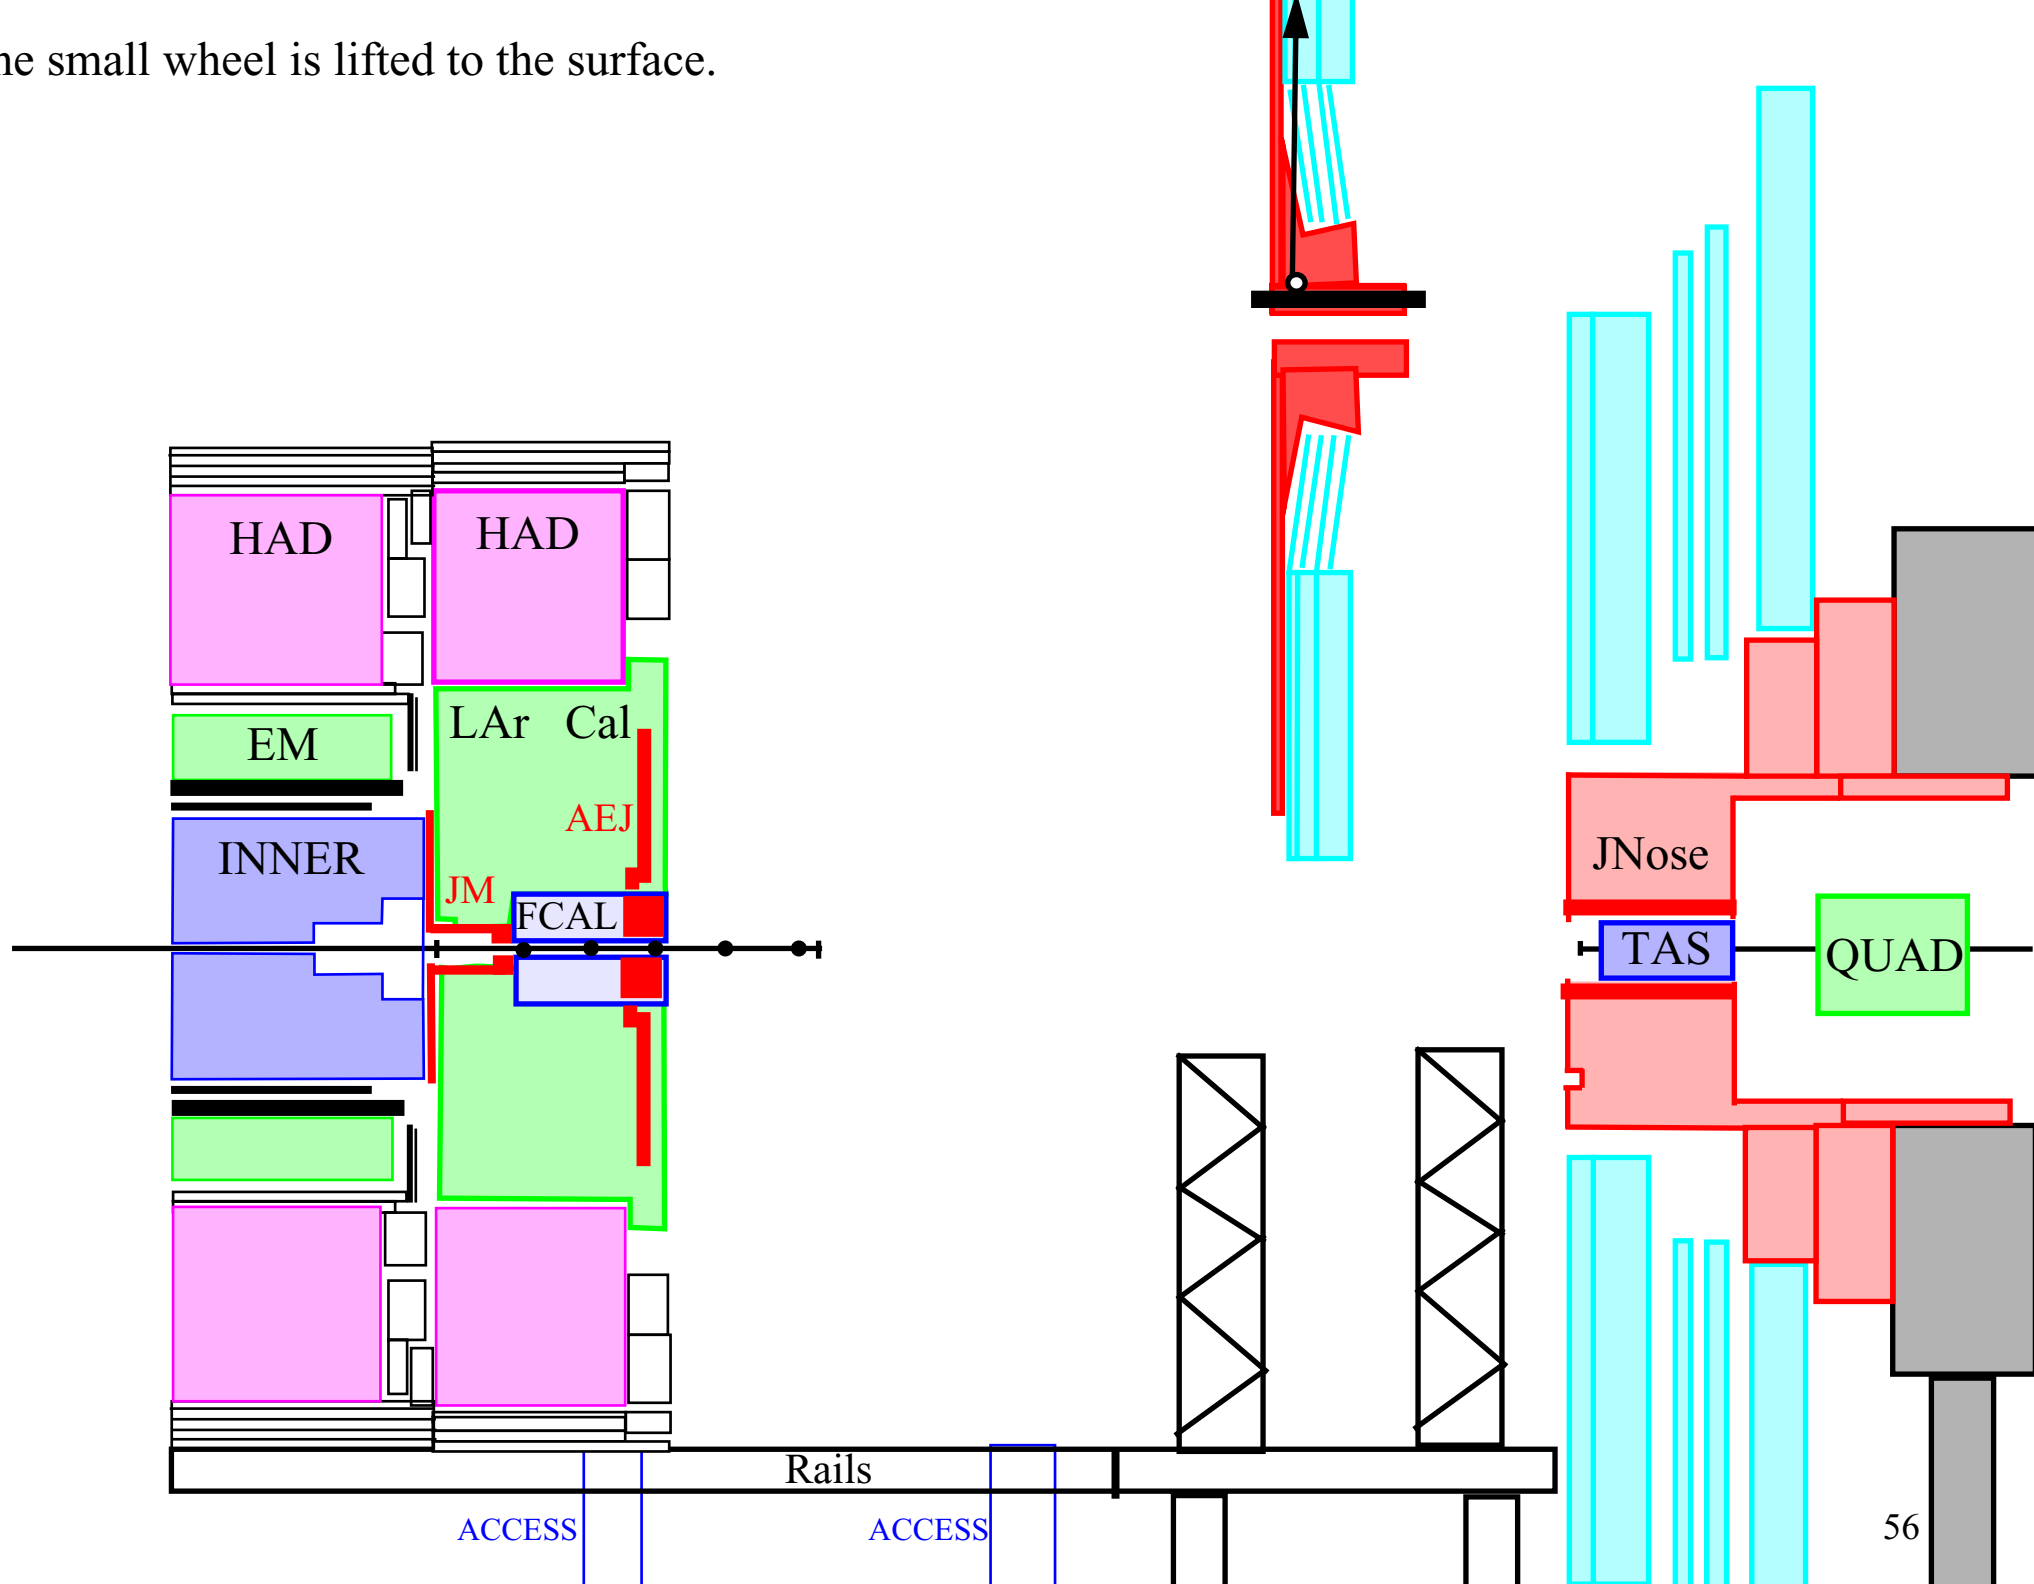 he small wheel is lifted to the surface.
HAD
HAD
LAr Cal
EM
AEJ
INNER
JM
FCAL
JNose
TAS
QUAD
Rails
ACCESS
ACCESS
56